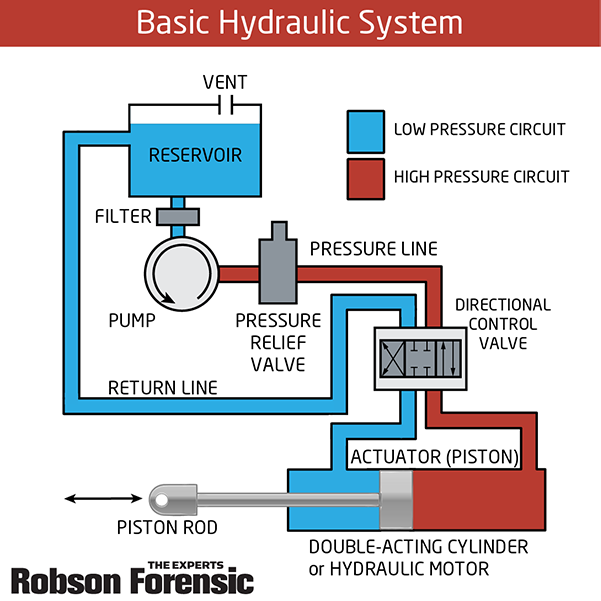 Basic Hydraulic System
VENT
RESERVOIR
LOW PRESSURE CIRCUIT
HIGH PRESSURE CIRCUIT
FILTER
PRESSURE LINE
PUMP
PRESSURE
RELIEF
VALVE
DIRECTIONAL
CONTROL
VALVE
RETURN LINE
ACTUATOR (PISTON)
PISTON ROD
DOUBLE-ACTING CYLINDER
or HYDRAULIC MOTOR
THE EXPERTS
Robson Forensic